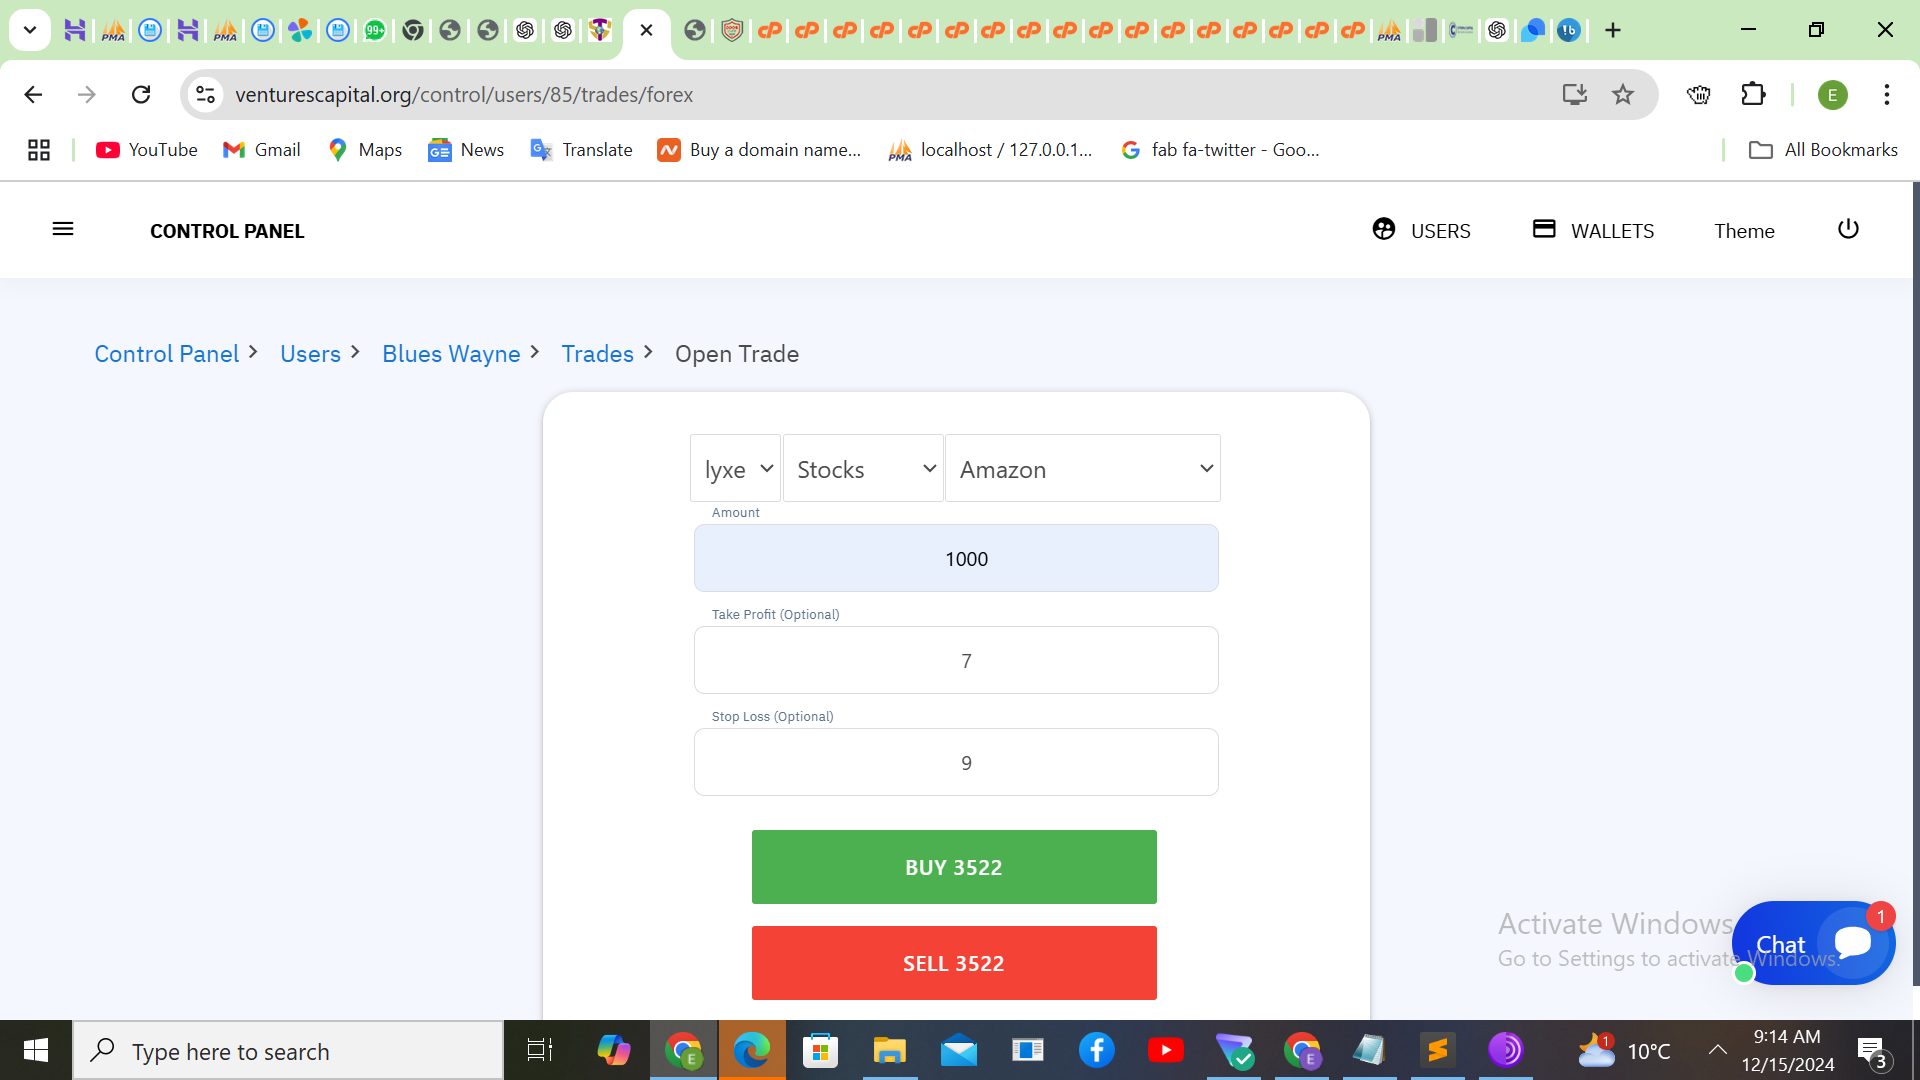 99+
PMA
venturescapital.org/control/users/85/trades/forex
E
YouTube
Gmail
Maps
News
Translate
Buy a domain name...
localhost / 127.0.0.1...
fab fa-twitter - Goo...
All Bookmarks
CONTROL PANEL
USERS
WALLETS
Theme
Control Panel
Users
Blues Wayne
Trades
Open Trade
lyxe
Stocks
Amazon
Amount
1000
Take Profit (Optional)
7
Stop Loss (Optional)
9
BUY 3522
SELL 3522
Activate Windows
Go to Settings to activate Windows.
Chat
1
Type here to search
10°C
9:14 AM
12/15/2024
3